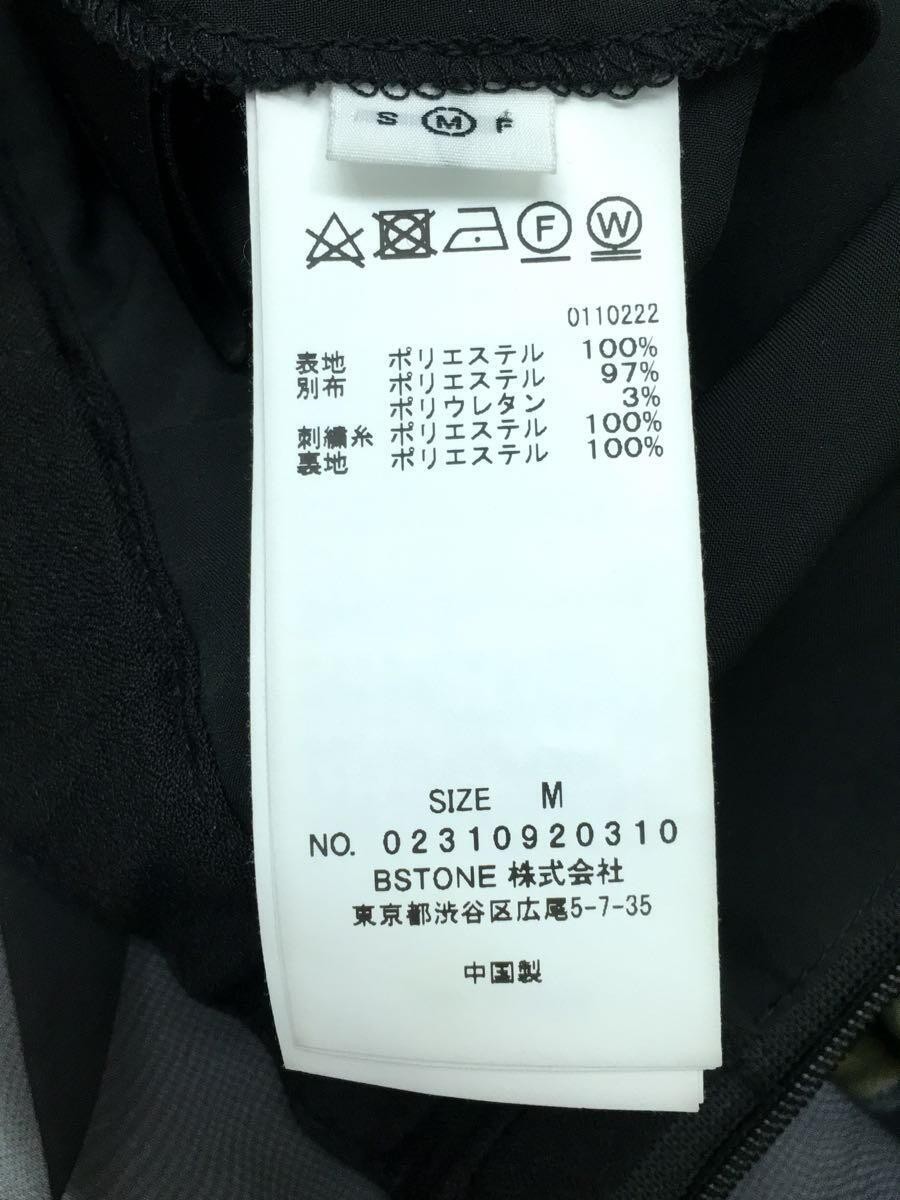 S M F
F W
0110222
表地 ポリエステル 100%
別布 ポリエステル 97%
ポリウレタン 3%
刺繍糸 ポリエステル 100%
裏地 ポリエステル 100%
SIZE M
NO. 02310920310
BSTONE 株式会社
東京都渋谷区広尾5-7-35
中国製